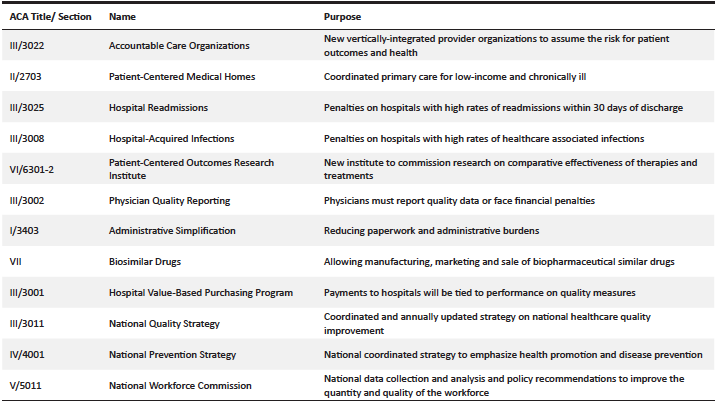 ACA Title/ Section Name Purpose
III/3022 Accountable Care Organizations New vertically-integrated provider organizations to assume the risk for patient
outcomes and health
II/2703 Patient-Centered Medical Homes Coordinated primary care for low-income and chronically ill
III/3025 Hospital Readmissions Penalties on hospitals with high rates of readmissions within 30 days of discharge
III/3008 Hospital-Acquired Infections Penalties on hospitals with high rates of healthcare associated infections
VI/6301-2 Patient-Centered Outcomes Research New institute to commission research on comparative effectiveness of therapies and
Institute treatments
III/3002 Physician Quality Reporting Physicians must report quality data or face financial penalties
I/3403 Administrative Simplification Reducing paperwork and administrative burdens
VII Biosimilar Drugs Allowing manufacturing, marketing and sale of biopharmaceutical similar drugs
III/3001 Hospital Value-Based Purchasing Program Payments to hospitals will be tied to performance on quality measures
III/3011 National Quality Strategy Coordinated and annually updated strategy on national healthcare quality
improvement
IV/4001 National Prevention Strategy National coordinated strategy to emphasize health promotion and disease prevention
V/5011 National Workforce Commission National data collection and analysis and policy recommendations to improve the
quantity and quality of the workforce